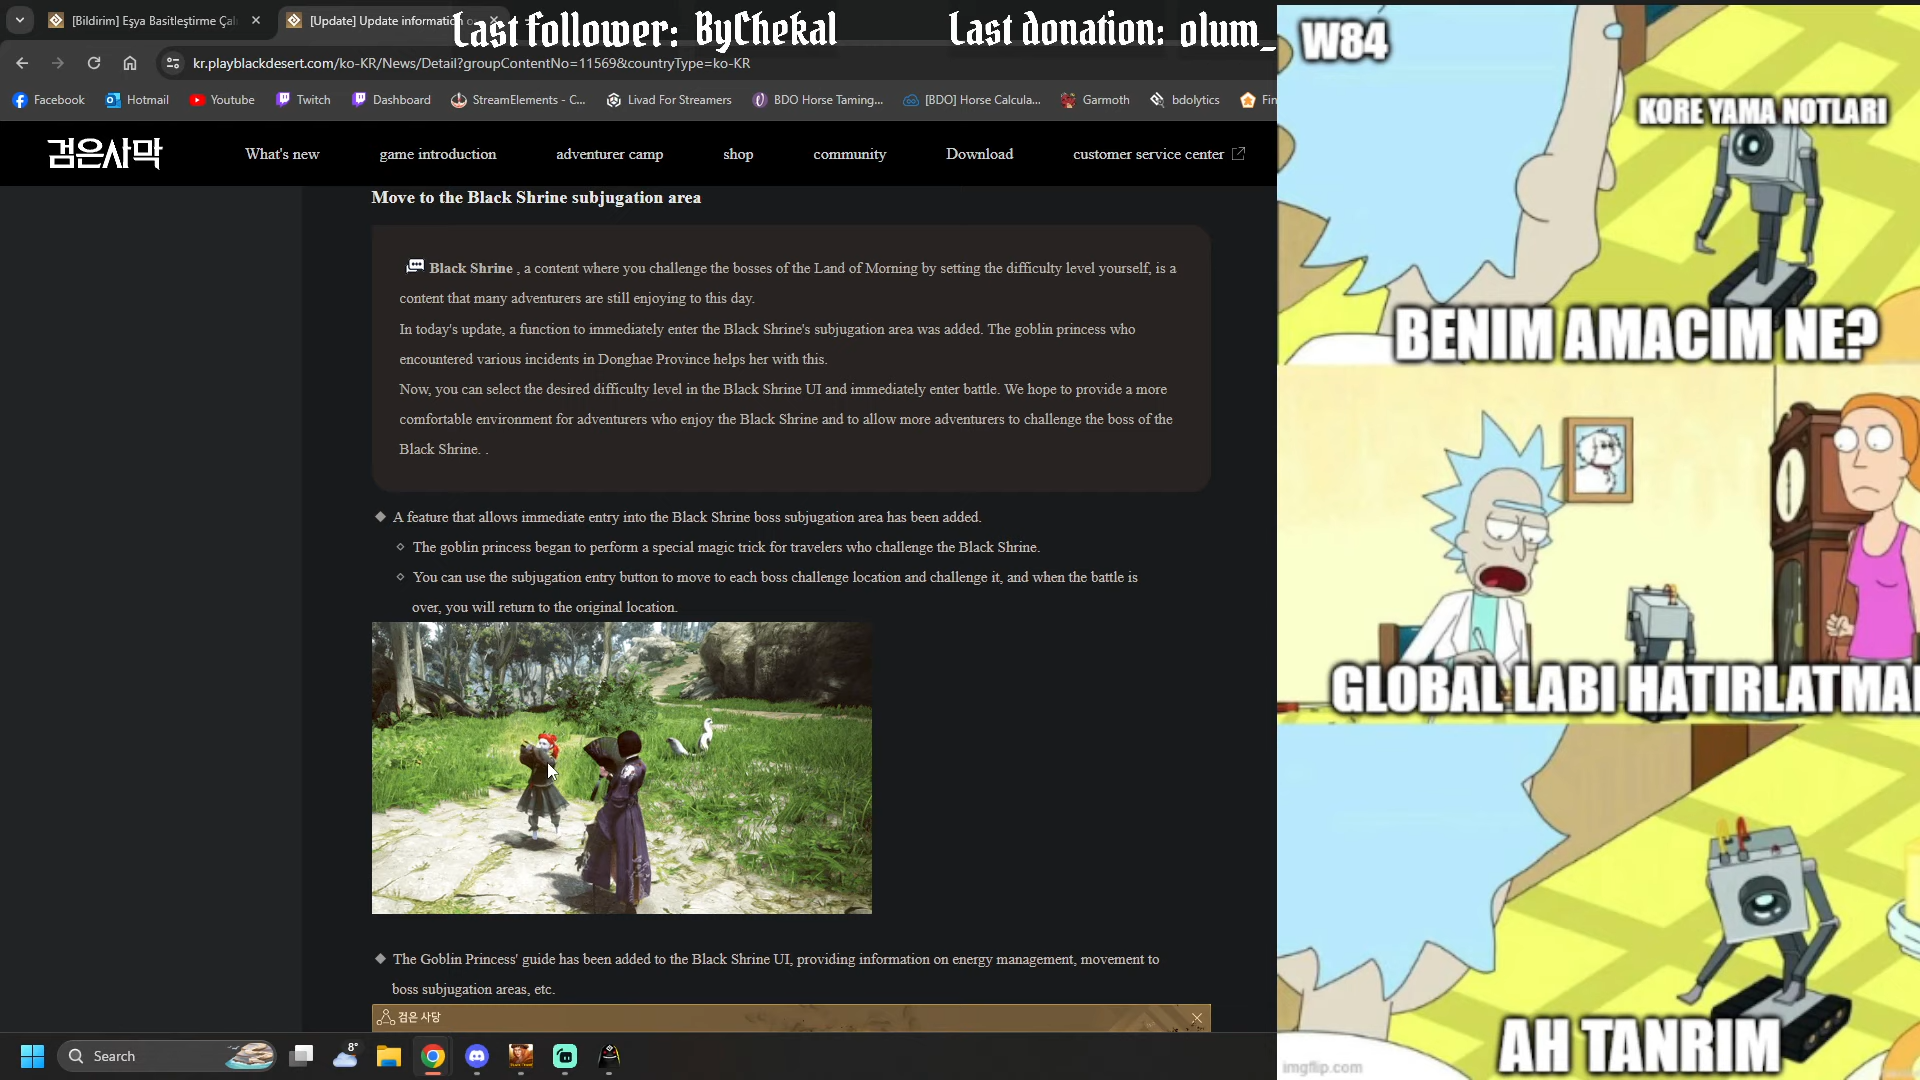 [Bildirim] Eşya Basitleştirme Çal
[Update] Update information o
Last follower: ByChekal
Last donation: olum_
kr.playblackdesert.com/ko-KR/News/Detail?groupContentNo=11569&countryType=ko-KR
Facebook
Hotmail
Youtube
Twitch
Dashboard
StreamElements - C...
Livad For Streamers
BDO Horse Taming...
[BDO] Horse Calcula...
Garmoth
bdolytics
Fin
검은사막
What's new
game introduction
adventurer camp
shop
community
Download
customer service center
Move to the Black Shrine subjugation area
Black Shrine , a content where you challenge the bosses of the Land of Morning by setting the difficulty level yourself, is a
content that many adventurers are still enjoying to this day.
In today's update, a function to immediately enter the Black Shrine's subjugation area was added. The goblin princess who
encountered various incidents in Donghae Province helps her with this.
Now, you can select the desired difficulty level in the Black Shrine UI and immediately enter battle. We hope to provide a more
comfortable environment for adventurers who enjoy the Black Shrine and to allow more adventurers to challenge the boss of the
Black Shrine. .
A feature that allows immediate entry into the Black Shrine boss subjugation area has been added.
The goblin princess began to perform a special magic trick for travelers who challenge the Black Shrine.
You can use the subjugation entry button to move to each boss challenge location and challenge it, and when the battle is
over, you will return to the original location.
The Goblin Princess' guide has been added to the Black Shrine UI, providing information on energy management, movement to
boss subjugation areas, etc.
검은 사당
Search
8°
W84
KORE YAMA NOTLARI
BENIM AMACIM NE?
GLOBAL LABI HATIRLATMA
AH TANRIM
imgflip.com